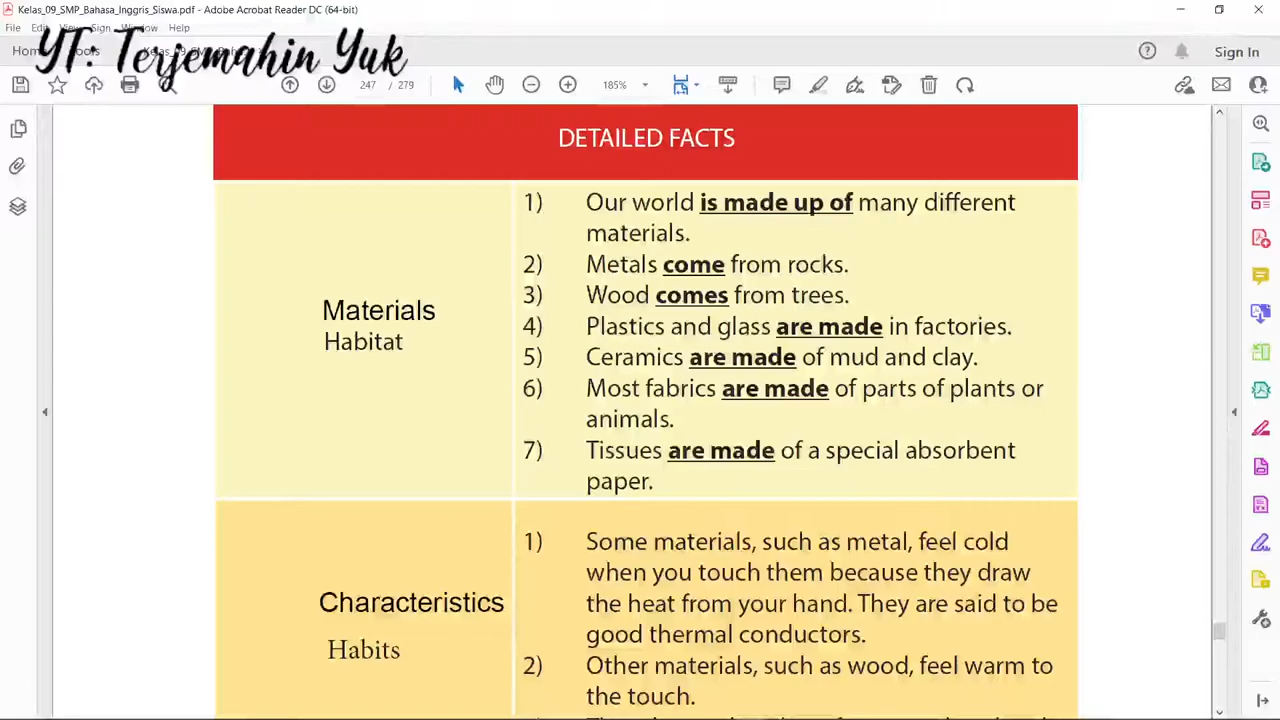 Kelas_09_SMP_Bahasa_Inggris_Siswa.pdf - Adobe Acrobat Reader DC (64-bit)
File Edit View Sign Window Help
YT: Terjemahin Yuk
Home Tools
Sign In
247 / 279
185%
DETAILED FACTS
Materials
Habitat
1) Our world is made up of many different
materials.
2) Metals come from rocks.
3) Wood comes from trees.
4) Plastics and glass are made in factories.
5) Ceramics are made of mud and clay.
6) Most fabrics are made of parts of plants or
animals.
7) Tissues are made of a special absorbent
paper.
Characteristics
Habits
1) Some materials, such as metal, feel cold
when you touch them because they draw
the heat from your hand. They are said to be
good thermal conductors.
2) Other materials, such as wood, feel warm to
the touch.